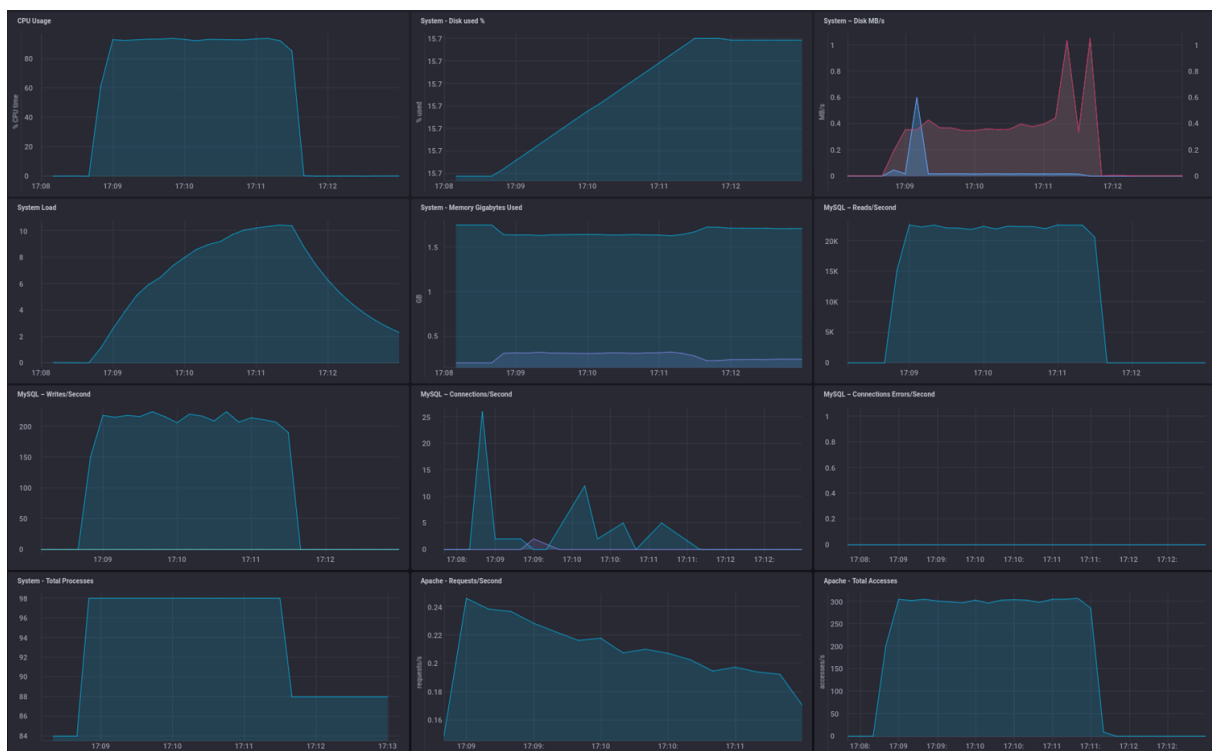 CPU Usage
% CPU time
80
60
40
20
0
17:08 17:09 17:10 17:11 17:12
System - Disk used %
% used
15.7
15.7
15.7
15.7
15.7
15.7
15.7
17:08 17:09 17:10 17:11 17:12
System – Disk MB/s
MB/s
1 1
0.8 0.8
0.6 0.6
0.4 0.4
0.2 0.2
0 0
17:09 17:10 17:11 17:12
System Load
10
8
6
4
2
0
17:08 17:09 17:10 17:11 17:12
System - Memory Gigabytes Used
GB
1.5
1
0.5
17:08 17:09 17:10 17:11 17:12
MySQL – Reads/Second
20K
15K
10K
5K
0
17:09 17:10 17:11 17:12
MySQL – Writes/Second
200
150
100
50
0
17:09 17:10 17:11 17:12
MySQL – Connections/Second
25
20
15
10
5
0
17:08: 17:09 17:09: 17:10 17:10: 17:11 17:11: 17:12 17:12:
MySQL – Connections Errors/Second
1
0.8
0.6
0.4
0.2
0
17:08: 17:09 17:09: 17:10 17:10: 17:11 17:11: 17:12 17:12:
System - Total Processes
98
96
94
92
90
88
86
84
17:09 17:10 17:11 17:12 17:13
Apache - Requests/Second
requests/s
0.24
0.22
0.2
0.18
0.16
17:09 17:09: 17:10 17:10: 17:11
Apache - Total Accesses
accesses/s
300
250
200
150
100
50
0
17:09 17:09: 17:10 17:10: 17:11 17:11: 17:12 17:12: